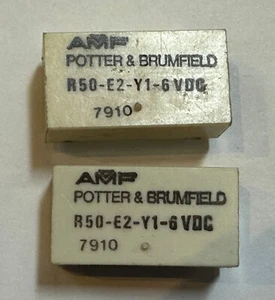 AMP
POTTER & BRUMFIELD
R50-E2-Y1-6VDC
7910
AMP
POTTER & BRUMFIELD
R50-E2-Y1-6VDC
7910